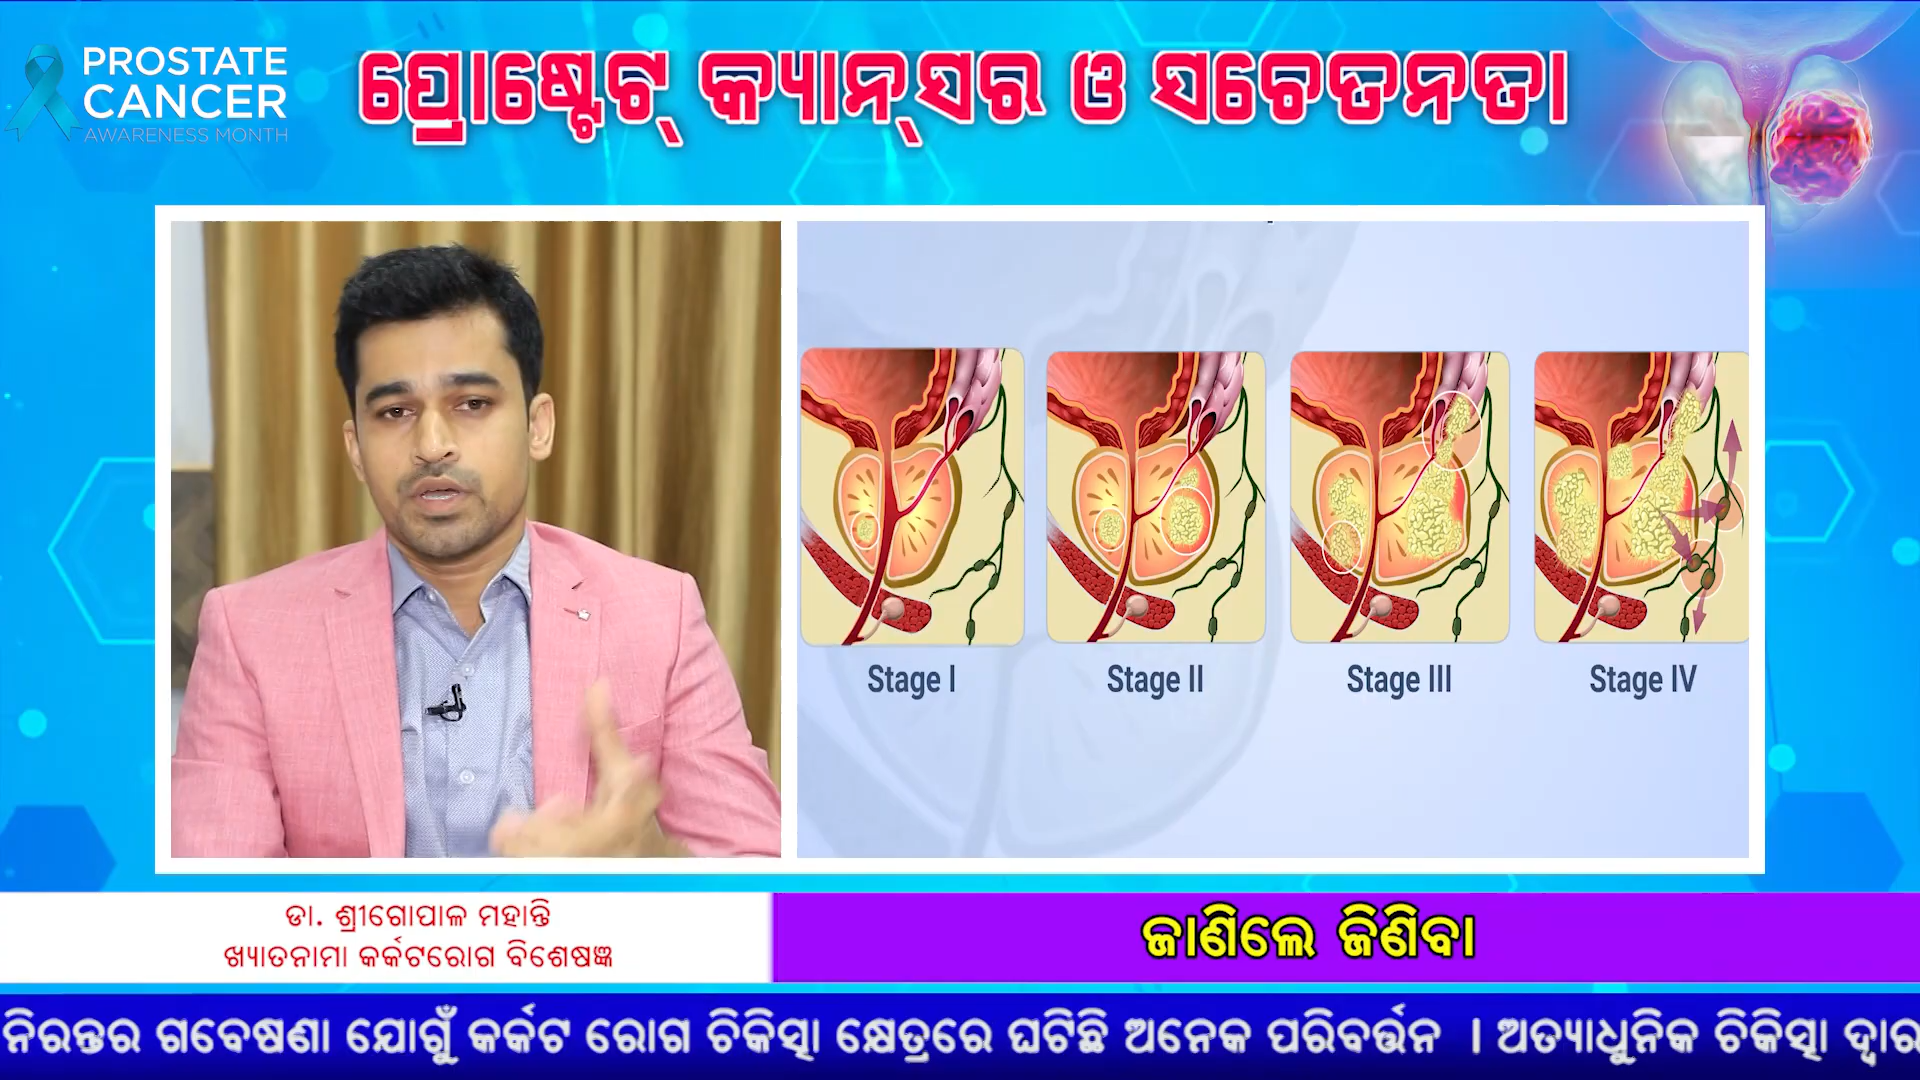 PROSTATE
CANCER
AWARENESS MONTH
ପ୍ରୋଷ୍ଟେଟ୍ କ୍ୟାନ୍ସର ଓ ସଚେତନତା
Stage I
Stage II
Stage III
Stage IV
ଡା. ଶ୍ରୀଗୋପାଳ ମହାନ୍ତି
ଖ୍ୟାତନାମା କର୍କଟରୋଗ ବିଶେଷଜ୍ଞ
ଜାଣିଲେ ଜିଣିବା
ନିରନ୍ତର ଗବେଷଣା ଯୋଗୁଁ କର୍କଟ ରୋଗ ଚିକିତ୍ସା କ୍ଷେତ୍ରରେ ଘଟିଛି ଅନେକ ପରିବର୍ତ୍ତନ । ଅତ୍ୟାଧୁନିକ ଚିକିତ୍ସା